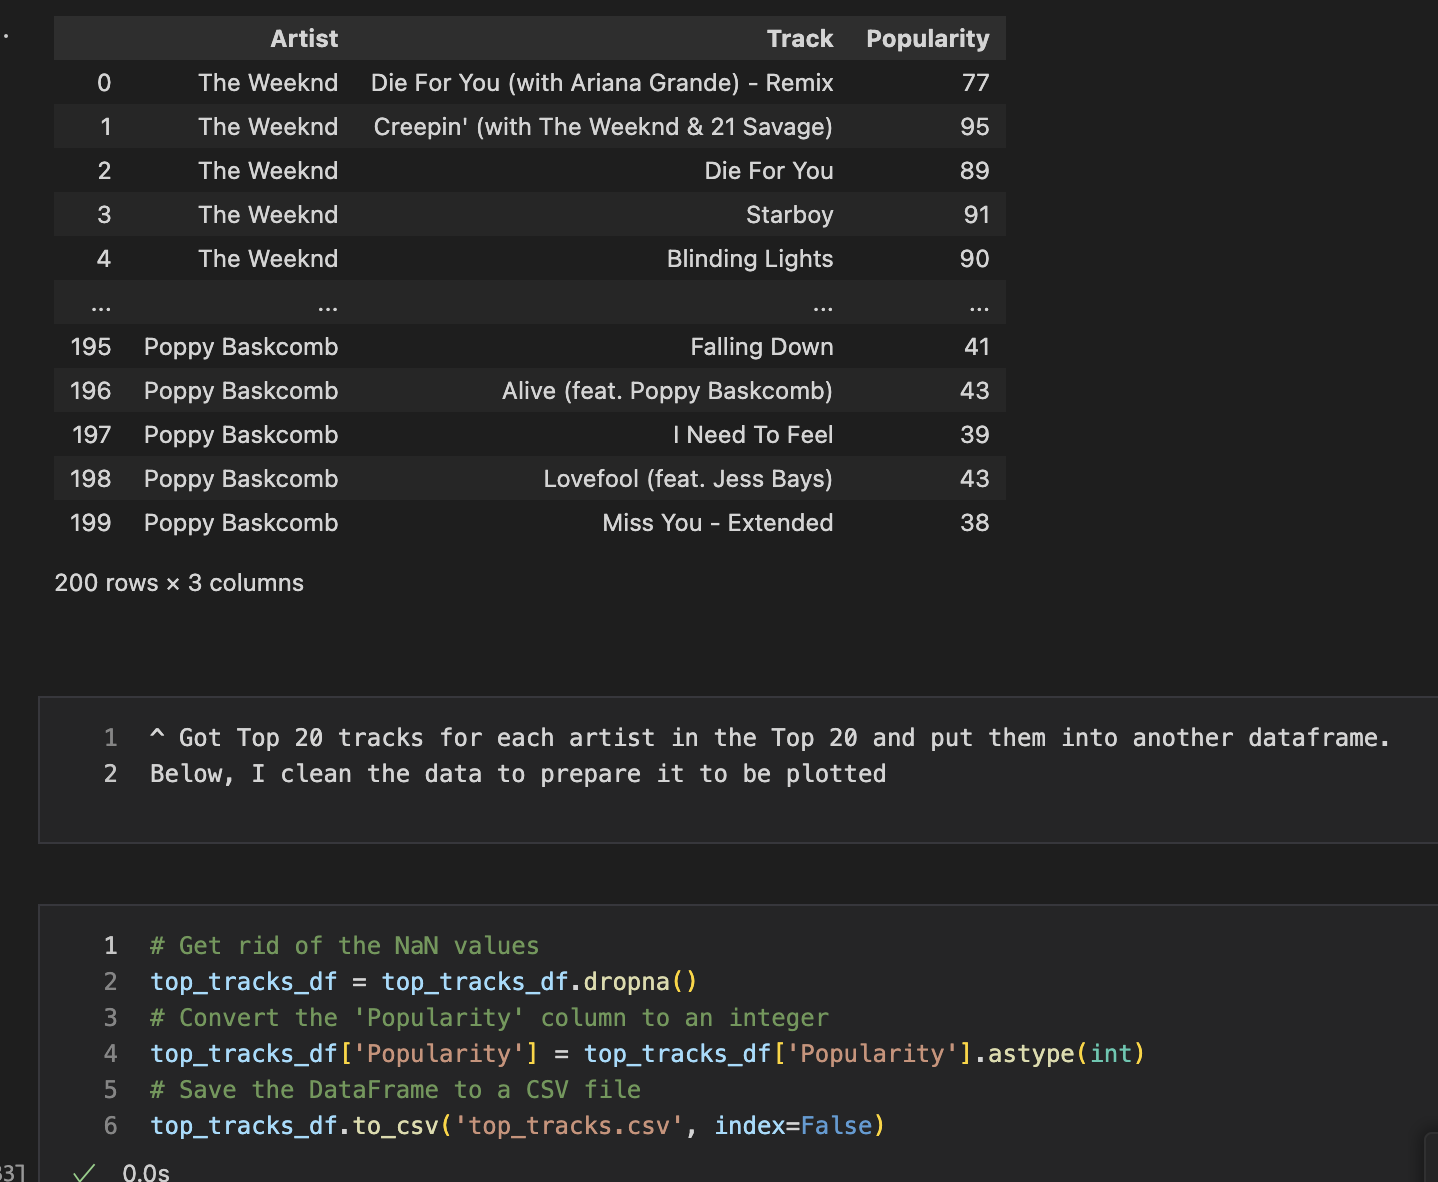 Artist Track Popularity
0 The Weeknd Die For You (with Ariana Grande) - Remix 77
1 The Weeknd Creepin' (with The Weeknd & 21 Savage) 95
2 The Weeknd Die For You 89
3 The Weeknd Starboy 91
4 The Weeknd Blinding Lights 90
... ... ... ...
195 Poppy Baskcomb Falling Down 41
196 Poppy Baskcomb Alive (feat. Poppy Baskcomb) 43
197 Poppy Baskcomb I Need To Feel 39
198 Poppy Baskcomb Lovefool (feat. Jess Bays) 43
199 Poppy Baskcomb Miss You - Extended 38
200 rows × 3 columns
1 ^ Got Top 20 tracks for each artist in the Top 20 and put them into another dataframe.
2 Below, I clean the data to prepare it to be plotted
1 # Get rid of the NaN values
2 top_tracks_df = top_tracks_df.dropna()
3 # Convert the 'Popularity' column to an integer
4 top_tracks_df['Popularity'] = top_tracks_df['Popularity'].astype(int)
5 # Save the DataFrame to a CSV file
6 top_tracks_df.to_csv('top_tracks.csv', index=False)
✓ 0.0s